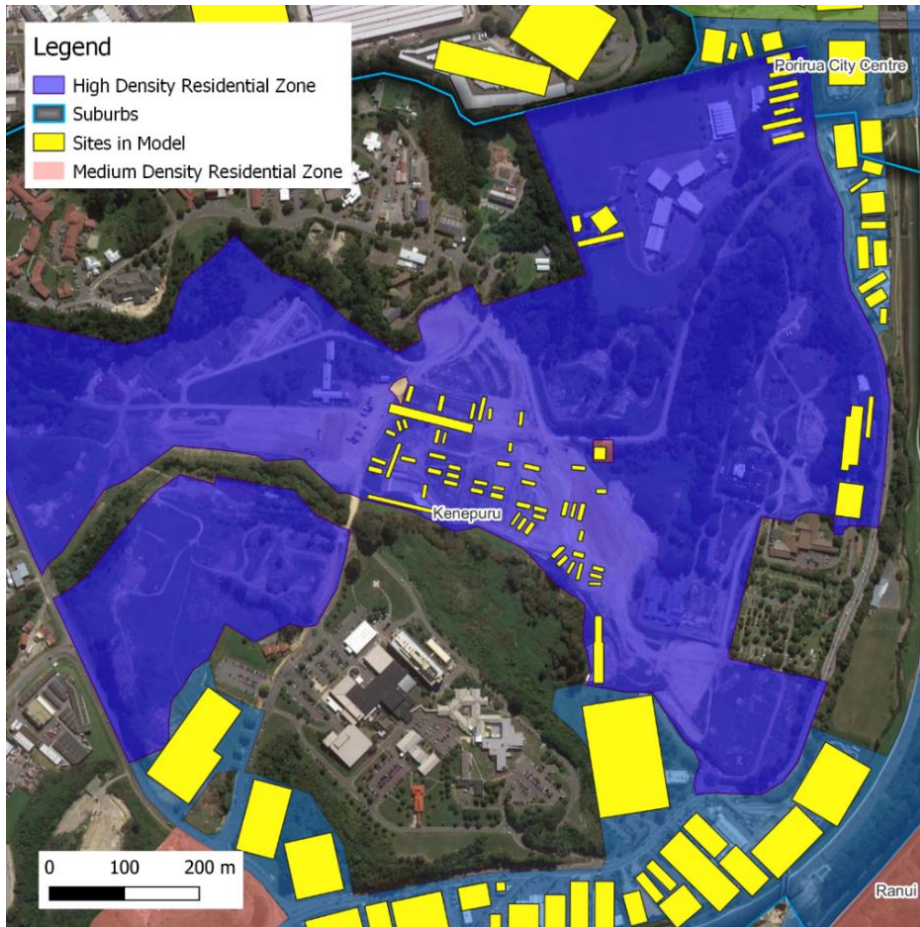 Legend
High Density Residential Zone
Suburbs
Sites in Model
Medium Density Residential Zone
Porirua City Centre
Kenepuru
0 100 200 m
Ranui